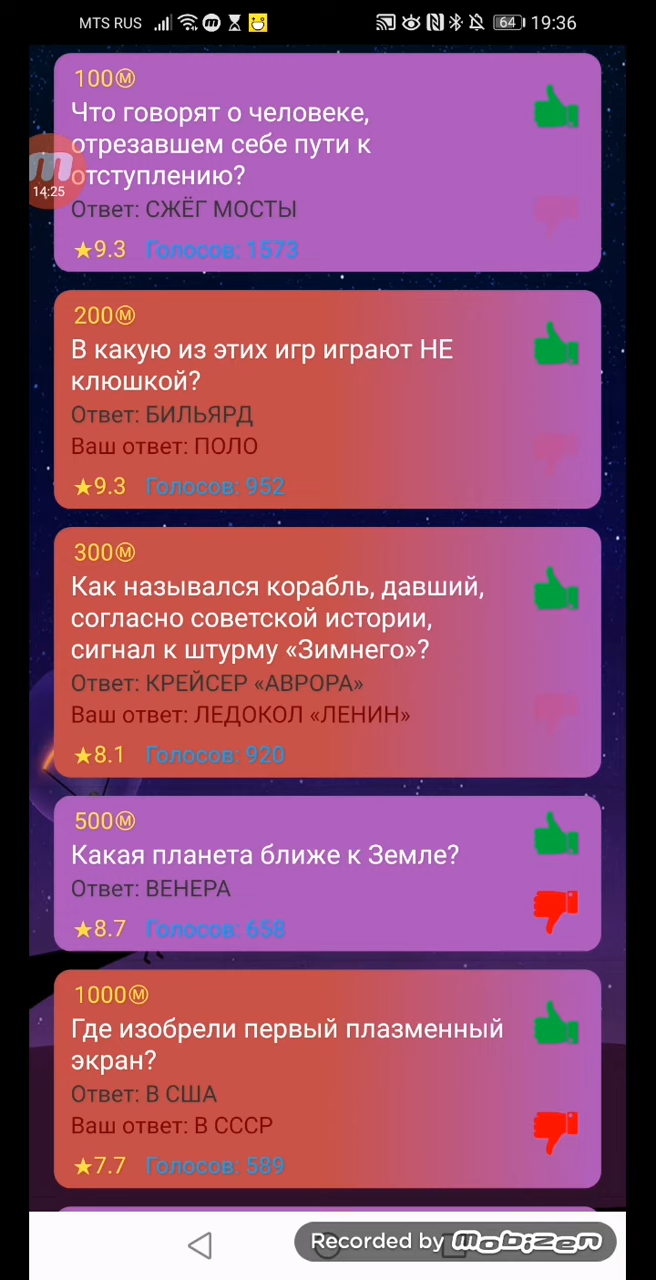 MTS RUS 64 19:36
100Ⓜ
Что говорят о человеке,
отрезавшем себе пути к
отступлению?
14:25
Ответ: СЖЁГ МОСТЫ
★9.3 Голосов: 1573
200Ⓜ
В какую из этих игр играют НЕ
клюшкой?
Ответ: БИЛЬЯРД
Ваш ответ: ПОЛО
★9.3 Голосов: 952
300Ⓜ
Как назывался корабль, давший,
согласно советской истории,
сигнал к штурму «Зимнего»?
Ответ: КРЕЙСЕР «АВРОРА»
Ваш ответ: ЛЕДОКОЛ «ЛЕНИН»
★8.1 Голосов: 920
500Ⓜ
Какая планета ближе к Земле?
Ответ: ВЕНЕРА
★8.7 Голосов: 658
1000Ⓜ
Где изобрели первый плазменный
экран?
Ответ: В США
Ваш ответ: В СССР
★7.7 Голосов: 589
Recorded by Mobizen